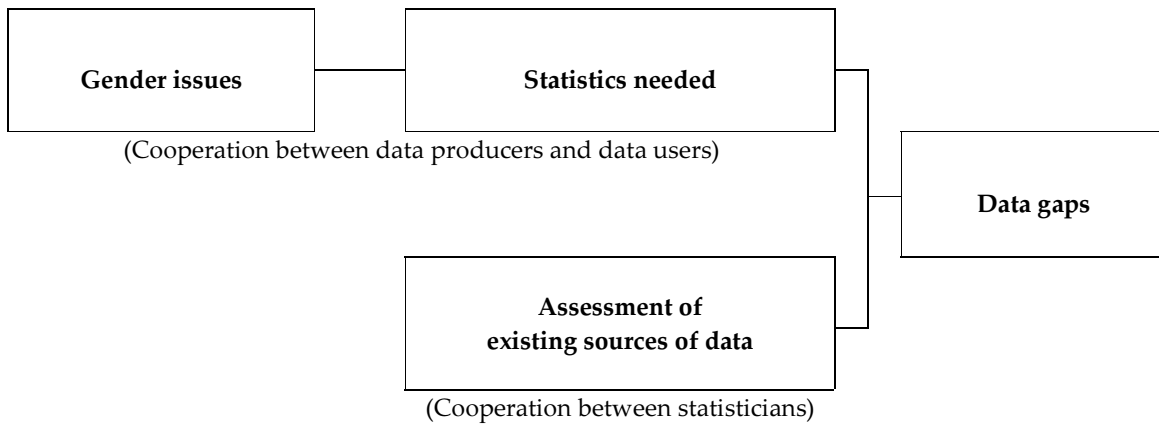 Gender issues
Statistics needed
(Cooperation between data producers and data users)
Data gaps
Assessment of
existing sources of data
(Cooperation between statisticians)